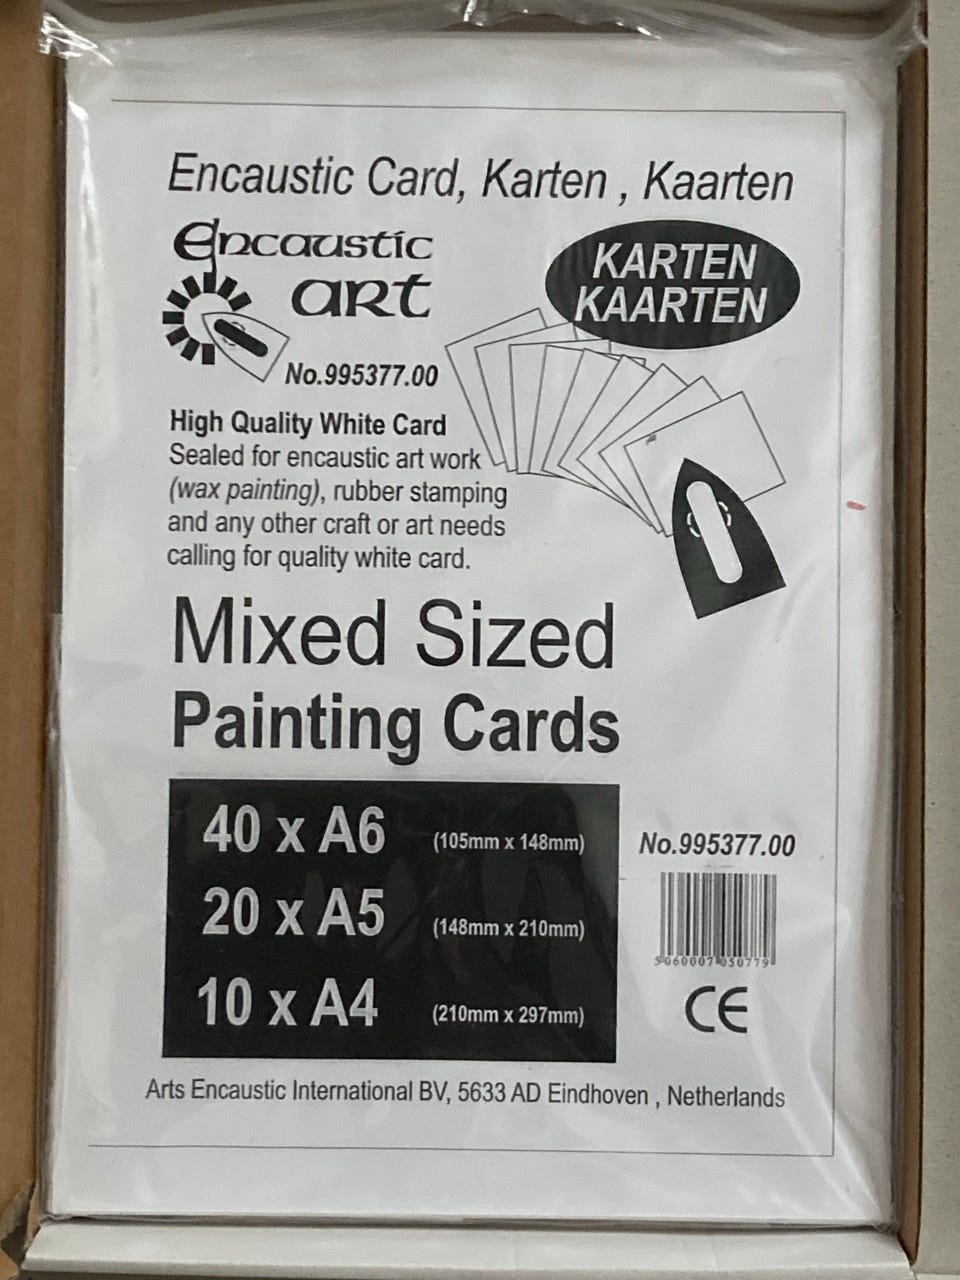 Encaustic Card, Karten , Kaarten
encaustic
art
KARTEN
KAARTEN
No.995377.00
High Quality White Card
Sealed for encaustic art work
(wax painting), rubber stamping
and any other craft or art needs
calling for quality white card.
Mixed Sized
Painting Cards
40 x A6 (105mm x 148mm)
20 x A5 (148mm x 210mm)
10 x A4 (210mm x 297mm)
No.995377.00
5060007050779
CE
Arts Encaustic International BV, 5633 AD Eindhoven , Netherlands